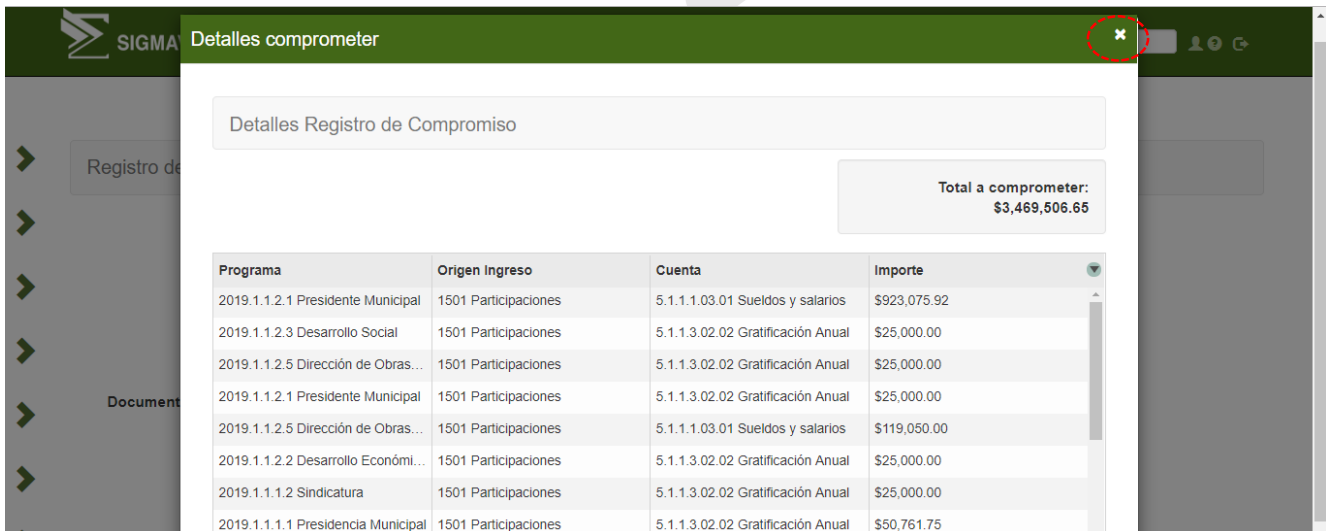 SIGMA
Detalles comprometer
Detalles Registro de Compromiso
Registro de
Total a comprometer:
$3,469,506.65
Programa Origen Ingreso Cuenta Importe
2019.1.1.2.1 Presidente Municipal 1501 Participaciones 5.1.1.1.03.01 Sueldos y salarios $923,075.92
2019.1.1.2.3 Desarrollo Social 1501 Participaciones 5.1.1.3.02.02 Gratificación Anual $25,000.00
2019.1.1.2.5 Dirección de Obras... 1501 Participaciones 5.1.1.3.02.02 Gratificación Anual $25,000.00
2019.1.1.2.1 Presidente Municipal 1501 Participaciones 5.1.1.3.02.02 Gratificación Anual $25,000.00
Document
2019.1.1.2.5 Dirección de Obras... 1501 Participaciones 5.1.1.1.03.01 Sueldos y salarios $119,050.00
2019.1.1.2.2 Desarrollo Económi... 1501 Participaciones 5.1.1.3.02.02 Gratificación Anual $25,000.00
2019.1.1.1.2 Sindicatura 1501 Participaciones 5.1.1.3.02.02 Gratificación Anual $25,000.00
2019.1.1.1.1 Presidencia Municipal 1501 Participaciones 5.1.1.3.02.02 Gratificación Anual $50,761.75